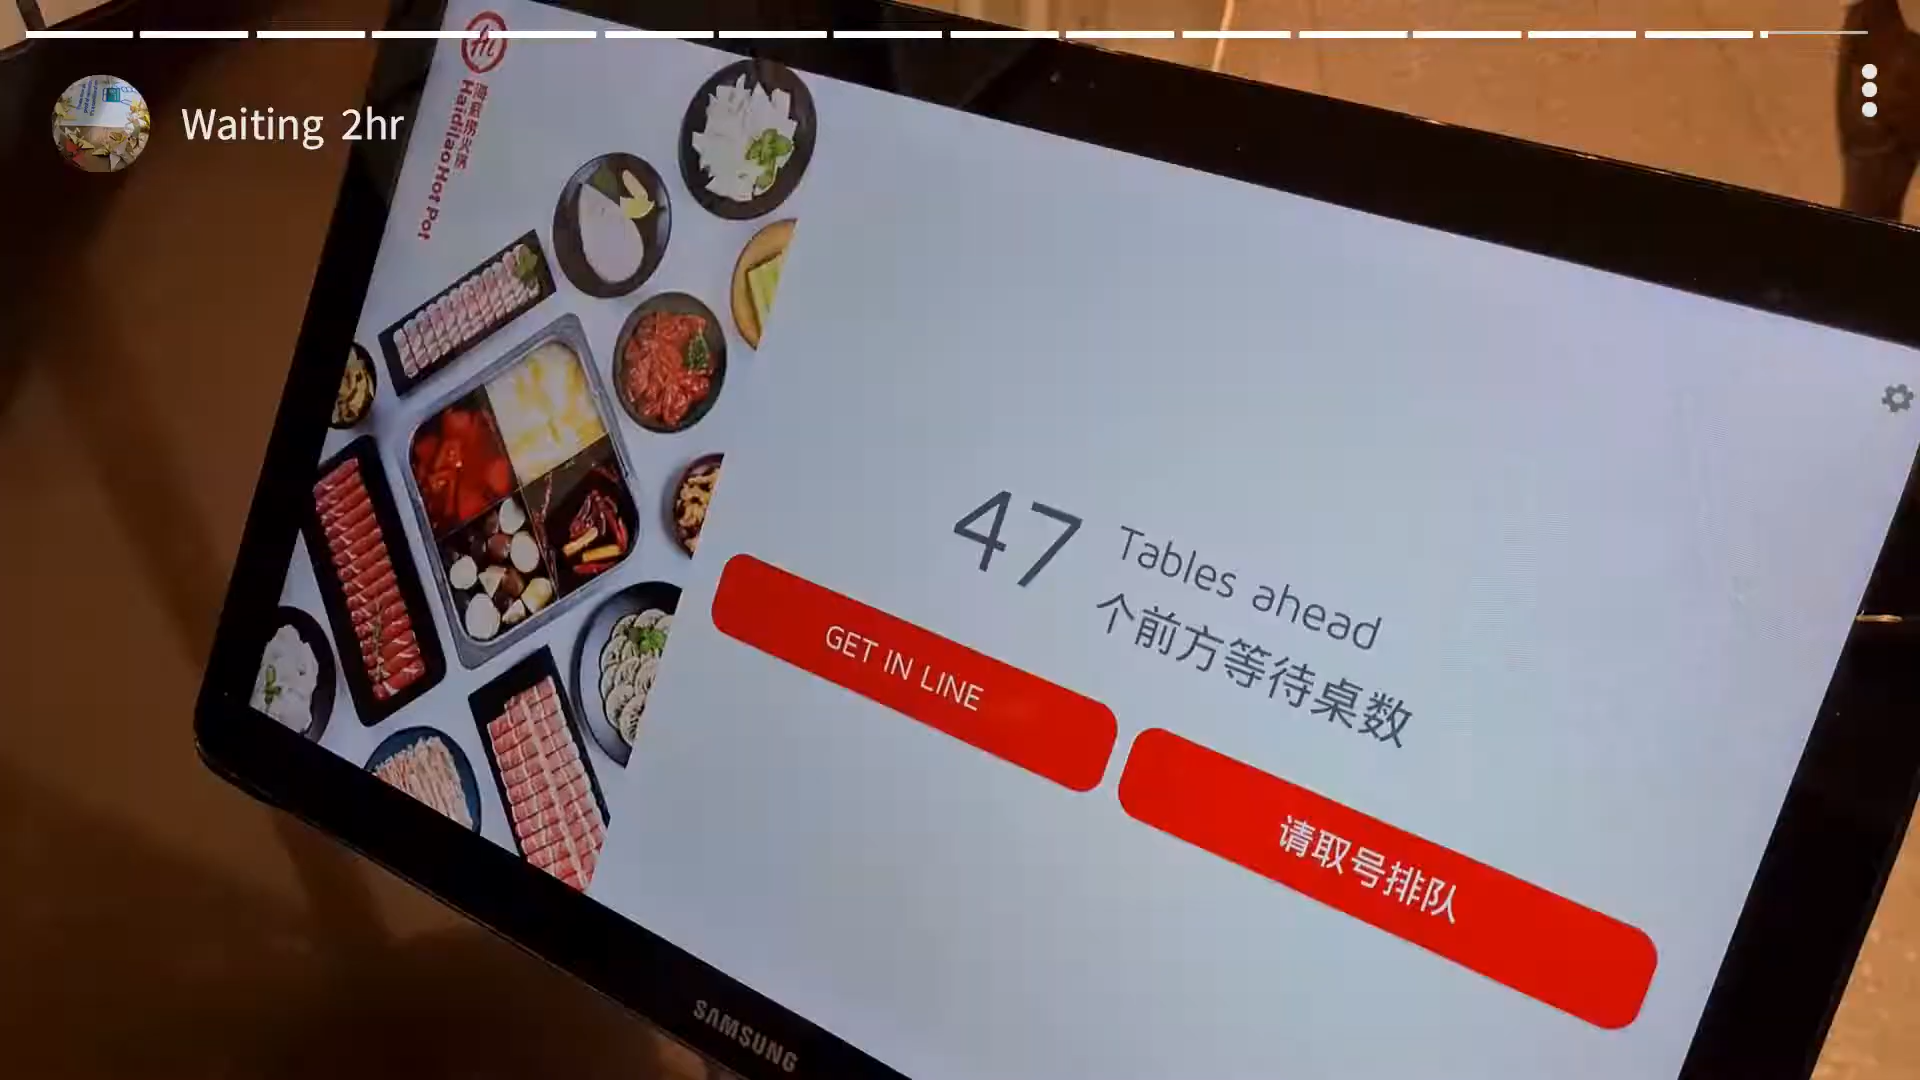 Waiting 2hr
Hi
海底捞火锅
Haidilao Hot Pot
47 Tables ahead
个前方等待桌数
GET IN LINE
请取号排队
SAMSUNG